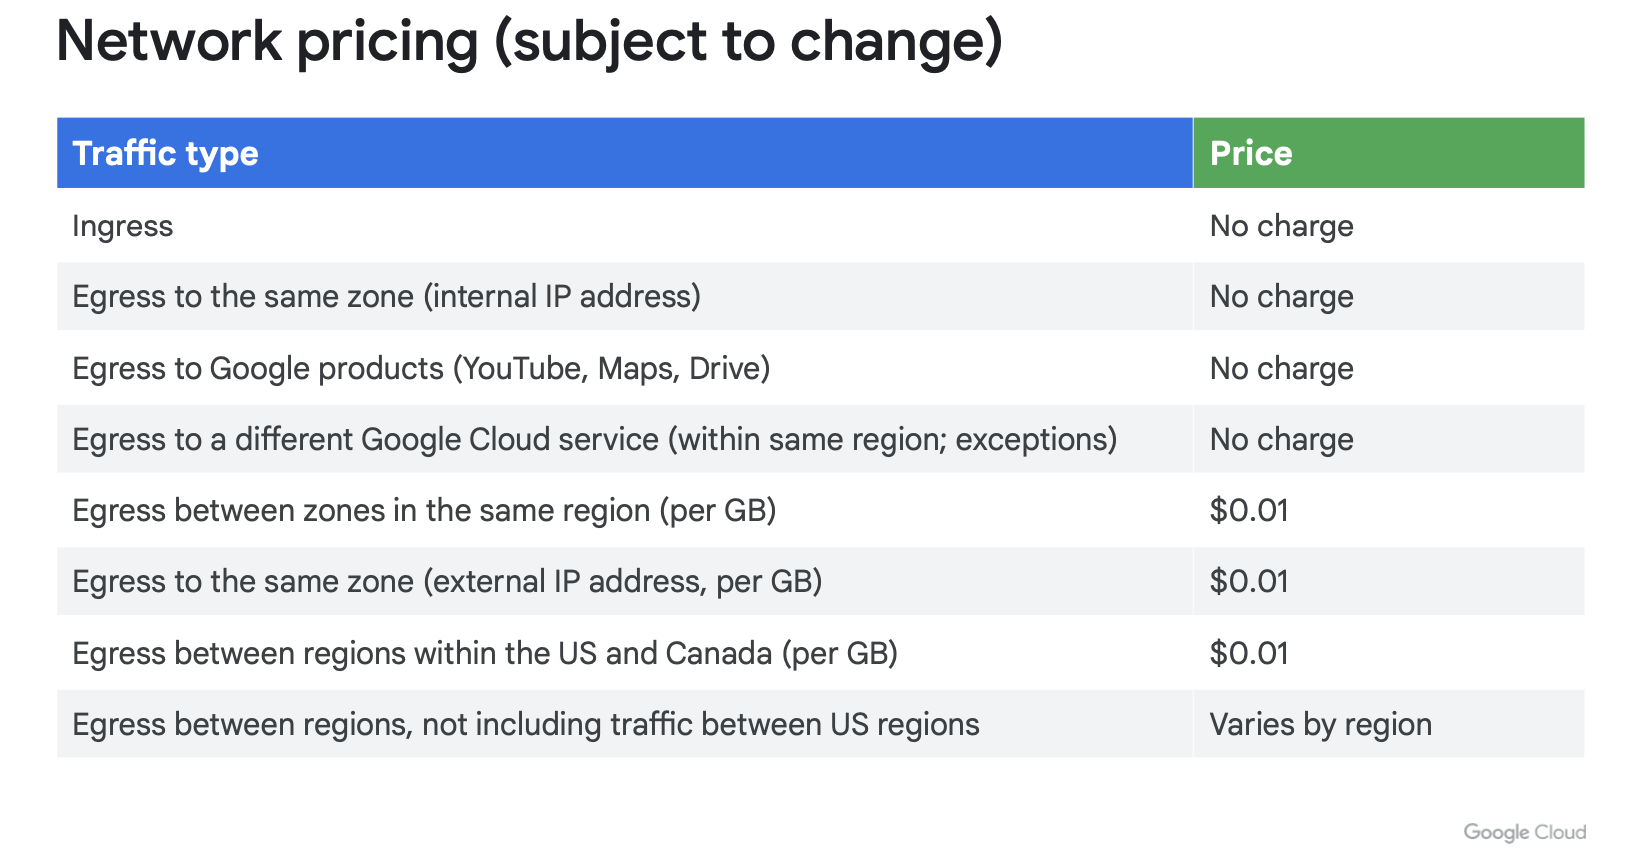 Network pricing (subject to change)
Traffic type Price
Ingress No charge
Egress to the same zone (internal IP address) No charge
Egress to Google products (YouTube, Maps, Drive) No charge
Egress to a different Google Cloud service (within same region; exceptions) No charge
Egress between zones in the same region (per GB) $0.01
Egress to the same zone (external IP address, per GB) $0.01
Egress between regions within the US and Canada (per GB) $0.01
Egress between regions, not including traffic between US regions Varies by region
Google Cloud